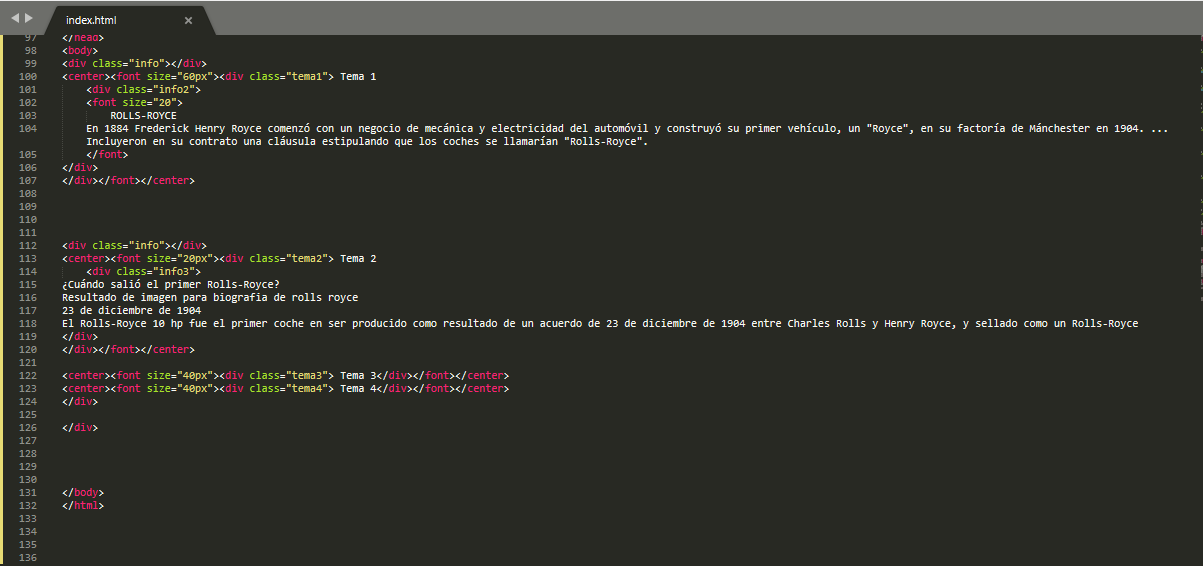 index.html ×
97 </head>
98 <body>
99 <div class="info"></div>
100 <center><font size="60px"><div class="tema1"> Tema 1
101 <div class="info2">
102 <font size="20">
103 ROLLS-ROYCE
104 En 1884 Frederick Henry Royce comenzó con un negocio de mecánica y electricidad del automóvil y construyó su primer vehículo, un "Royce", en su factoría de Mánchester en 1904. ...
Incluyeron en su contrato una cláusula estipulando que los coches se llamarían "Rolls-Royce".
105 </font>
106 </div>
107 </div></font></center>
108
109
110
111
112 <div class="info"></div>
113 <center><font size="20px"><div class="tema2"> Tema 2
114 <div class="info3">
115 ¿Cuándo salió el primer Rolls-Royce?
116 Resultado de imagen para biografia de rolls royce
117 23 de diciembre de 1904
118 El Rolls-Royce 10 hp fue el primer coche en ser producido como resultado de un acuerdo de 23 de diciembre de 1904 entre Charles Rolls y Henry Royce, y sellado como un Rolls-Royce
119 </div>
120 </div></font></center>
121
122 <center><font size="40px"><div class="tema3"> Tema 3</div></font></center>
123 <center><font size="40px"><div class="tema4"> Tema 4</div></font></center>
124 </div>
125
126 </div>
127
128
129
130
131 </body>
132 </html>
133
134
135
136